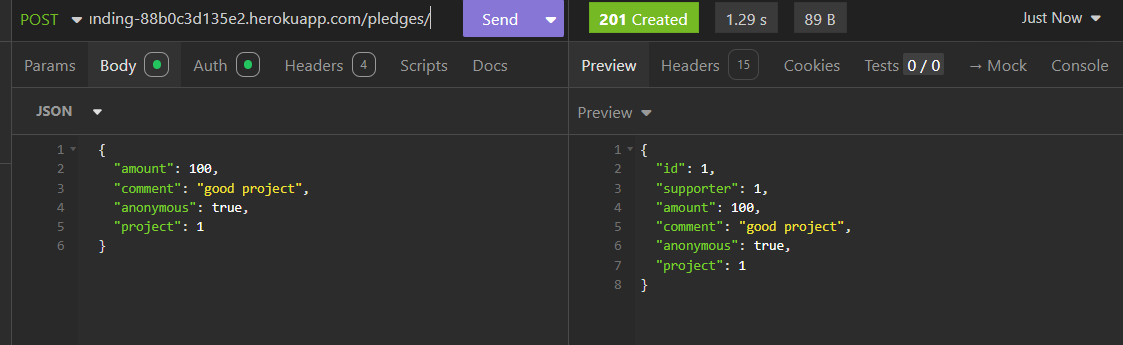 POST unding-88b0c3d135e2.herokuapp.com/pledges/ Send 201 Created 1.29 s 89 B Just Now
Params Body Auth Headers 4 Scripts Docs
Preview Headers 15 Cookies Tests 0 / 0 → Mock Console
JSON
Preview
1 {
2 "amount": 100,
3 "comment": "good project",
4 "anonymous": true,
5 "project": 1
6 }
1 {
2 "id": 1,
3 "supporter": 1,
4 "amount": 100,
5 "comment": "good project",
6 "anonymous": true,
7 "project": 1
8 }